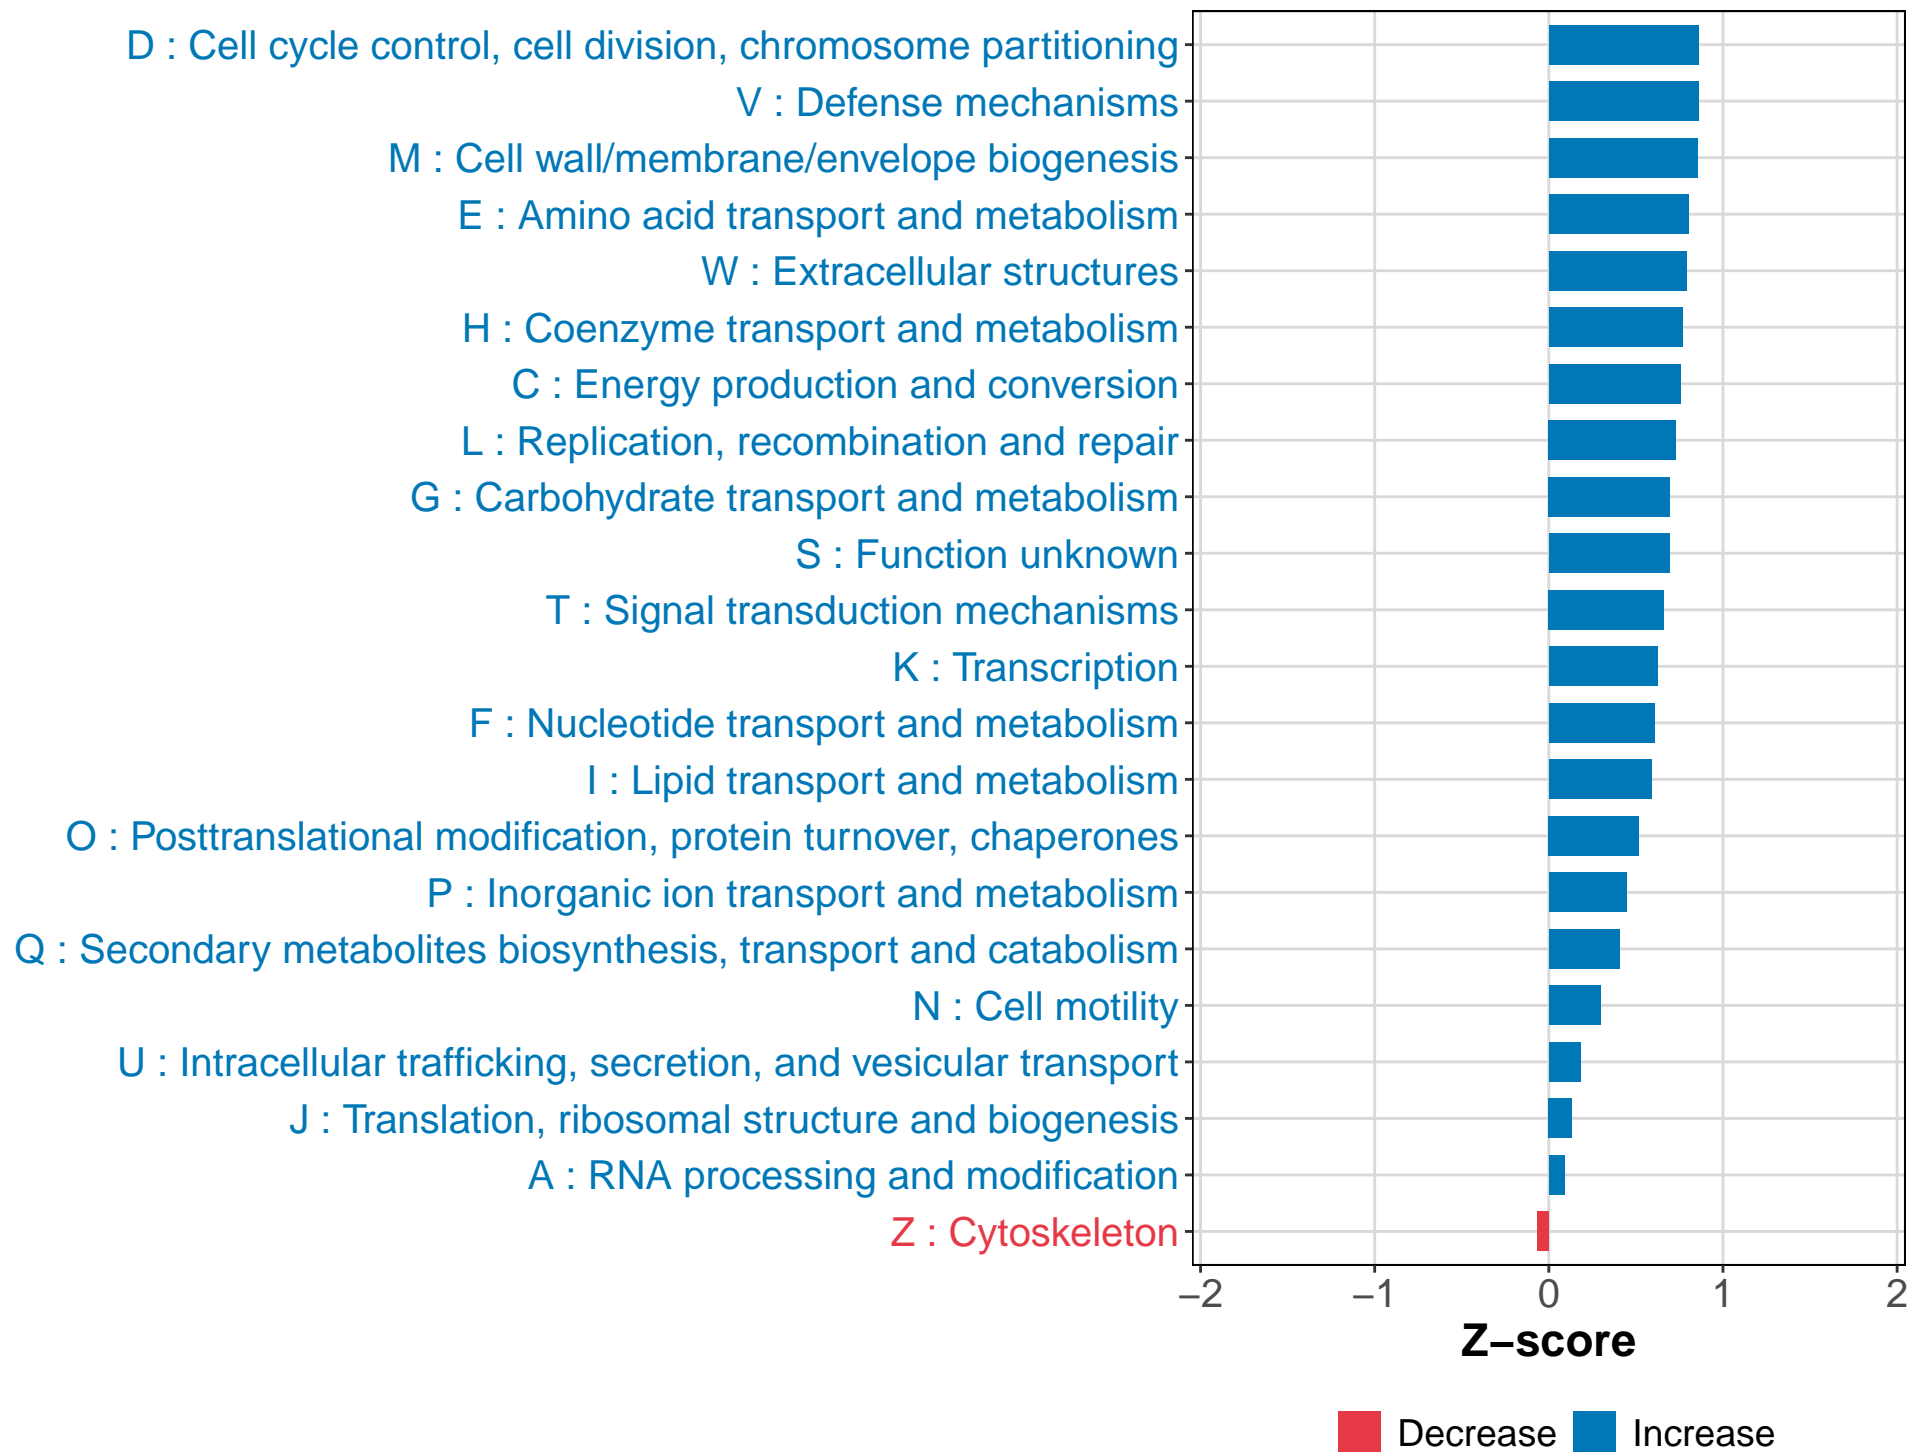 D : Cell cycle control, cell division, chromosome partitioning
V : Defense mechanisms
M : Cell wall/membrane/envelope biogenesis
E : Amino acid transport and metabolism
W : Extracellular structures
H : Coenzyme transport and metabolism
C : Energy production and conversion
L : Replication, recombination and repair
G : Carbohydrate transport and metabolism
S : Function unknown
T : Signal transduction mechanisms
K : Transcription
F : Nucleotide transport and metabolism
I : Lipid transport and metabolism
O : Posttranslational modification, protein turnover, chaperones
P : Inorganic ion transport and metabolism
Q : Secondary metabolites biosynthesis, transport and catabolism
N : Cell motility
U : Intracellular trafficking, secretion, and vesicular transport
J : Translation, ribosomal structure and biogenesis
A : RNA processing and modification
Z : Cytoskeleton
−2 −1 0 1 2
Z−score
Decrease Increase